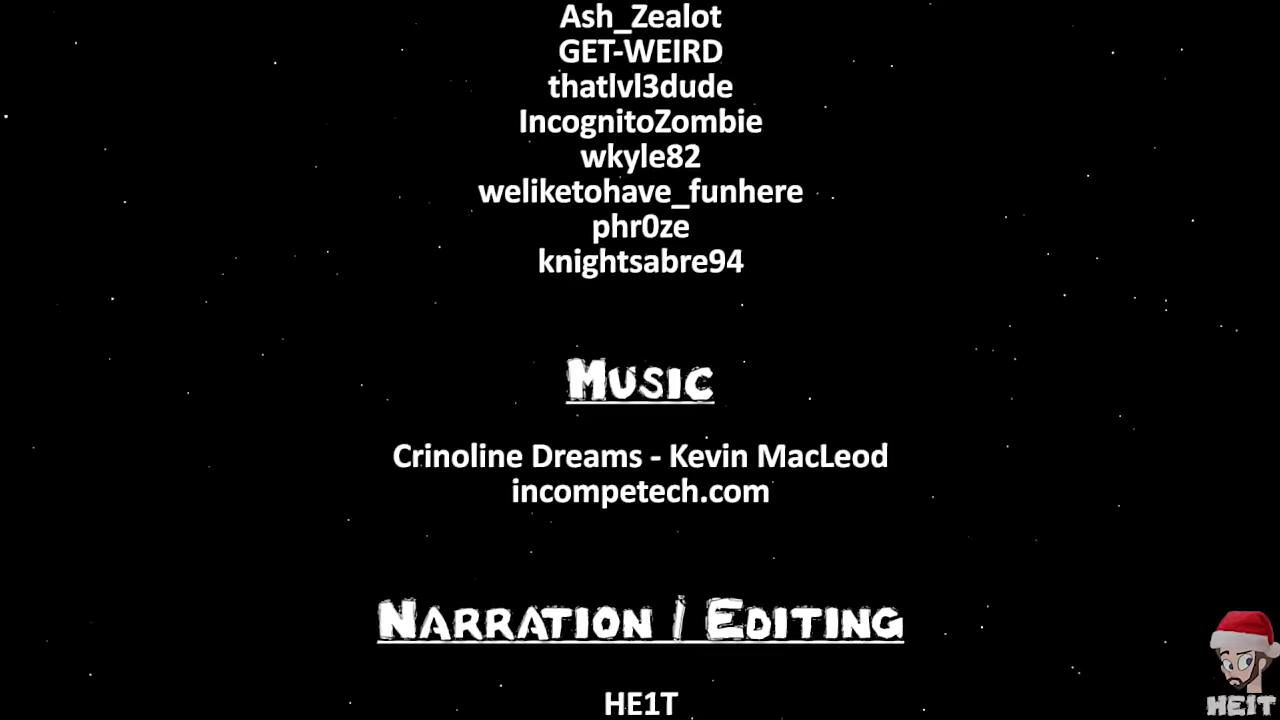 Ash_Zealot
GET-WEIRD
thatlvl3dude
IncognitoZombie
wkyle82
weliketohave_funhere
phr0ze
knightsabre94
Music
Crinoline Dreams - Kevin MacLeod
incompetech.com
Narration | Editing
HE1T
HE1T